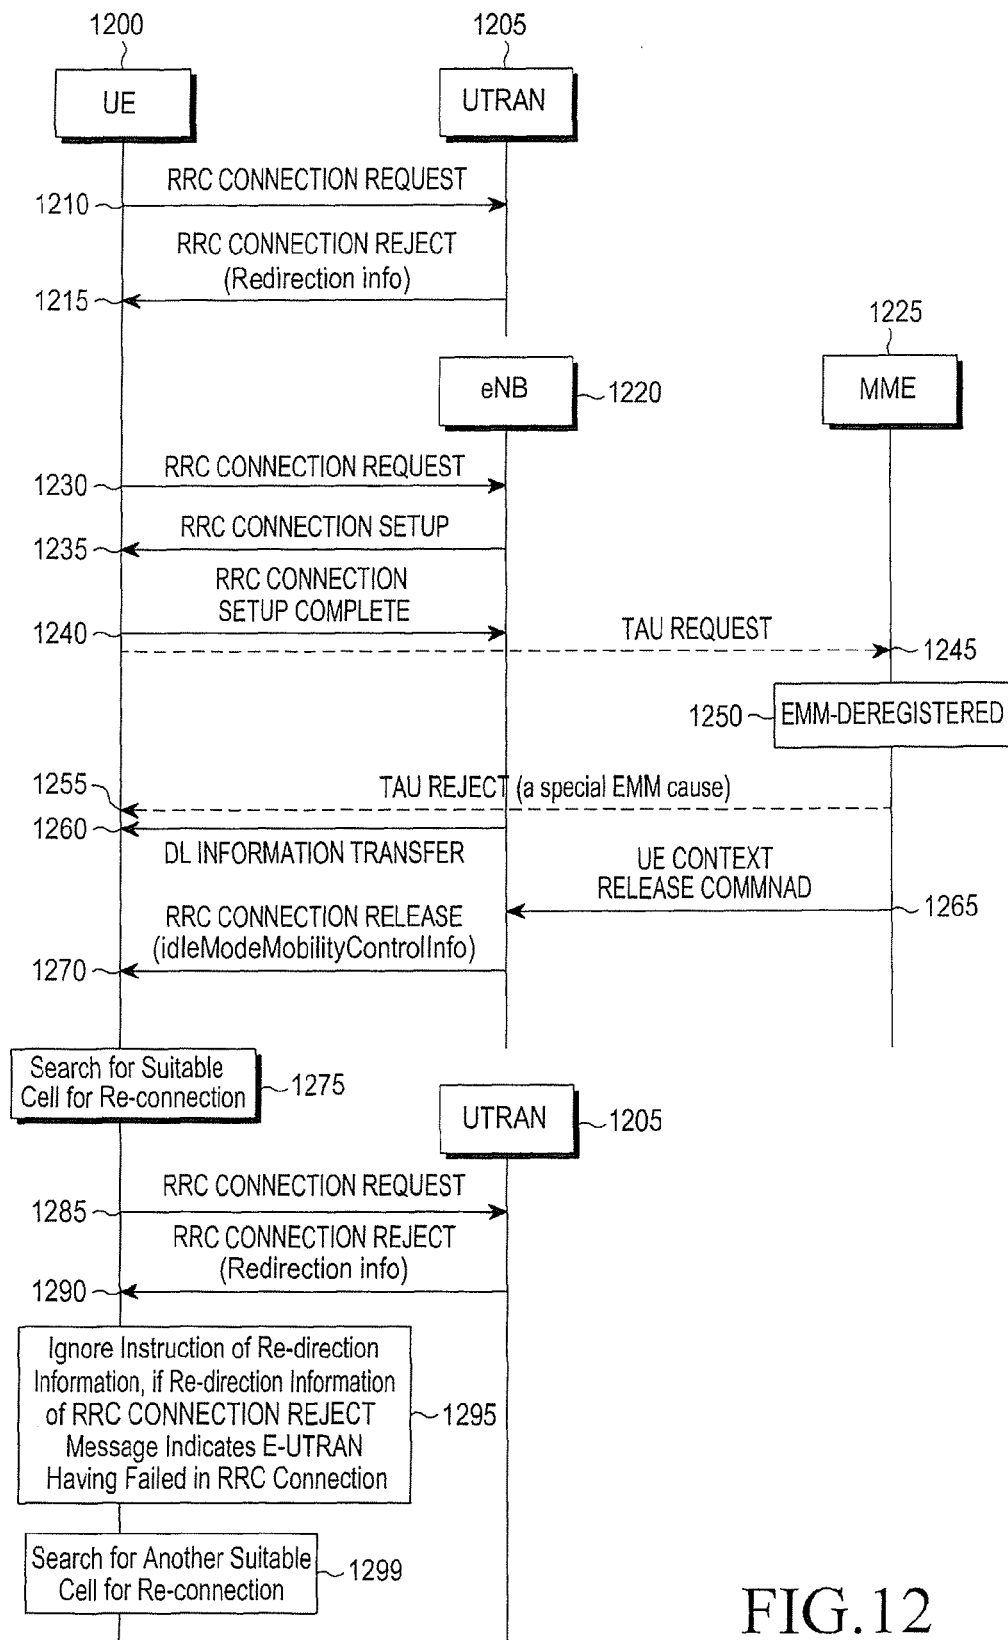 1200
1205
UE
UTRAN
RRC CONNECTION REQUEST
1210
RRC CONNECTION REJECT
(Redirection info)
1215
1225
eNB
1220
MME
RRC CONNECTION REQUEST
1230
RRC CONNECTION SETUP
1235
RRC CONNECTION
SETUP COMPLETE
1240
TAU REQUEST
1245
1250
EMM-DEREGISTERED
1255
TAU REJECT (a special EMM cause)
1260
DL INFORMATION TRANSFER
UE CONTEXT
RELEASE COMMNAD
1265
RRC CONNECTION RELEASE
(idleModeMobilityControlInfo)
1270
Search for Suitable
Cell for Re-connection
1275
UTRAN
1205
RRC CONNECTION REQUEST
1285
RRC CONNECTION REJECT
(Redirection info)
1290
Ignore Instruction of Re-direction
Information, if Re-direction Information
of RRC CONNECTION REJECT
Message Indicates E-UTRAN
Having Failed in RRC Connection
1295
Search for Another Suitable
Cell for Re-connection
1299
FIG.12